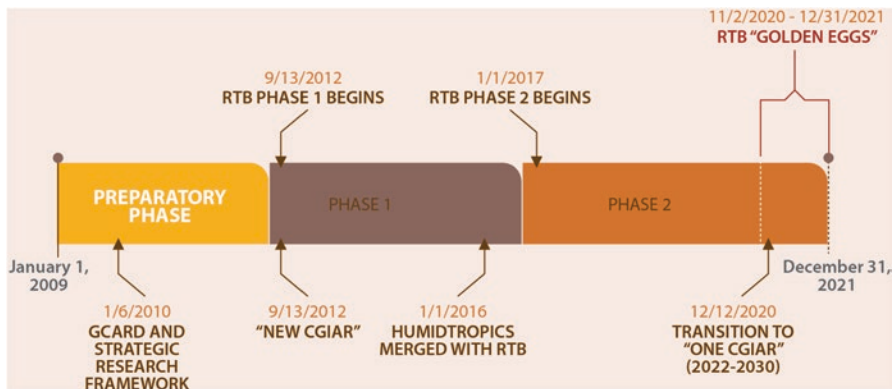 11/2/2020 - 12/31/2021
RTB “GOLDEN EGGS”
9/13/2012
RTB PHASE 1 BEGINS
1/1/2017
RTB PHASE 2 BEGINS
PREPARATORY
PHASE
PHASE 1
PHASE 2
January 1,
2009
December 31,
2021
1/6/2010
GCARD AND
STRATEGIC
RESEARCH
FRAMEWORK
9/13/2012
“NEW CGIAR”
1/1/2016
HUMIDTROPICS
MERGED WITH RTB
12/12/2020
TRANSITION TO
“ONE CGIAR”
(2022-2030)